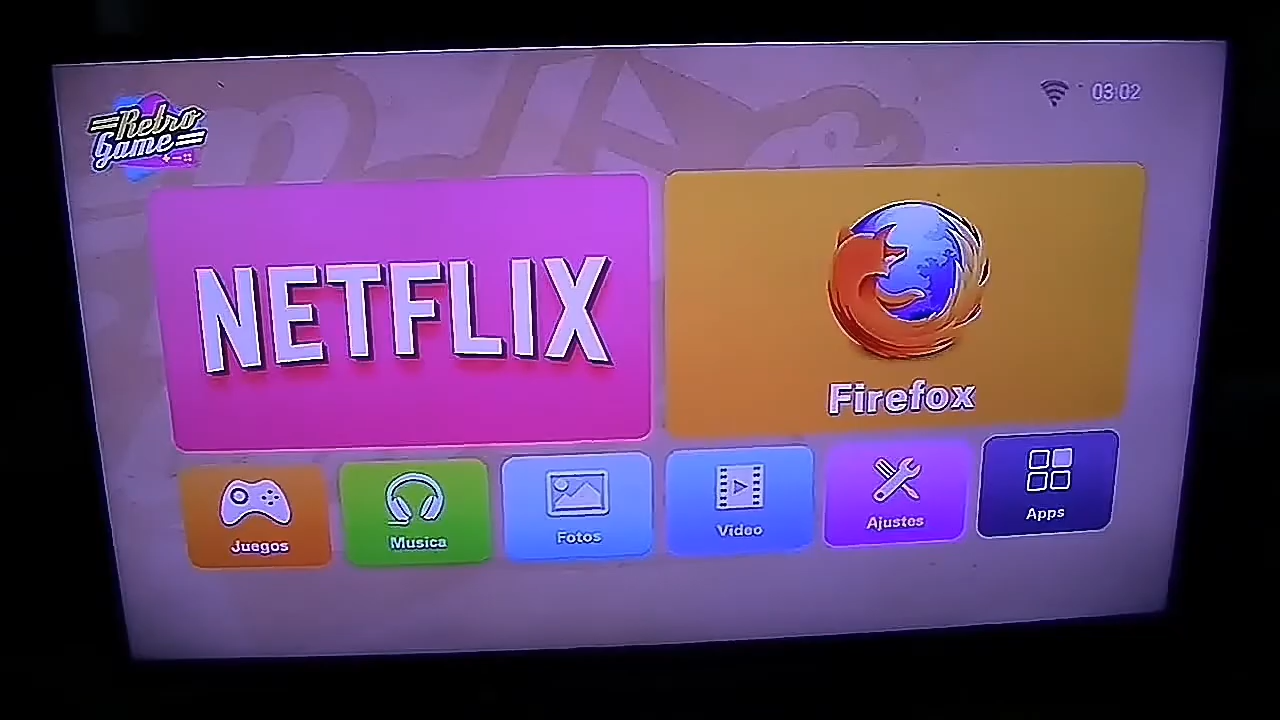 Retro
Game
03:02
NETFLIX
Firefox
Juegos
Musica
Fotos
Video
Ajustes
Apps